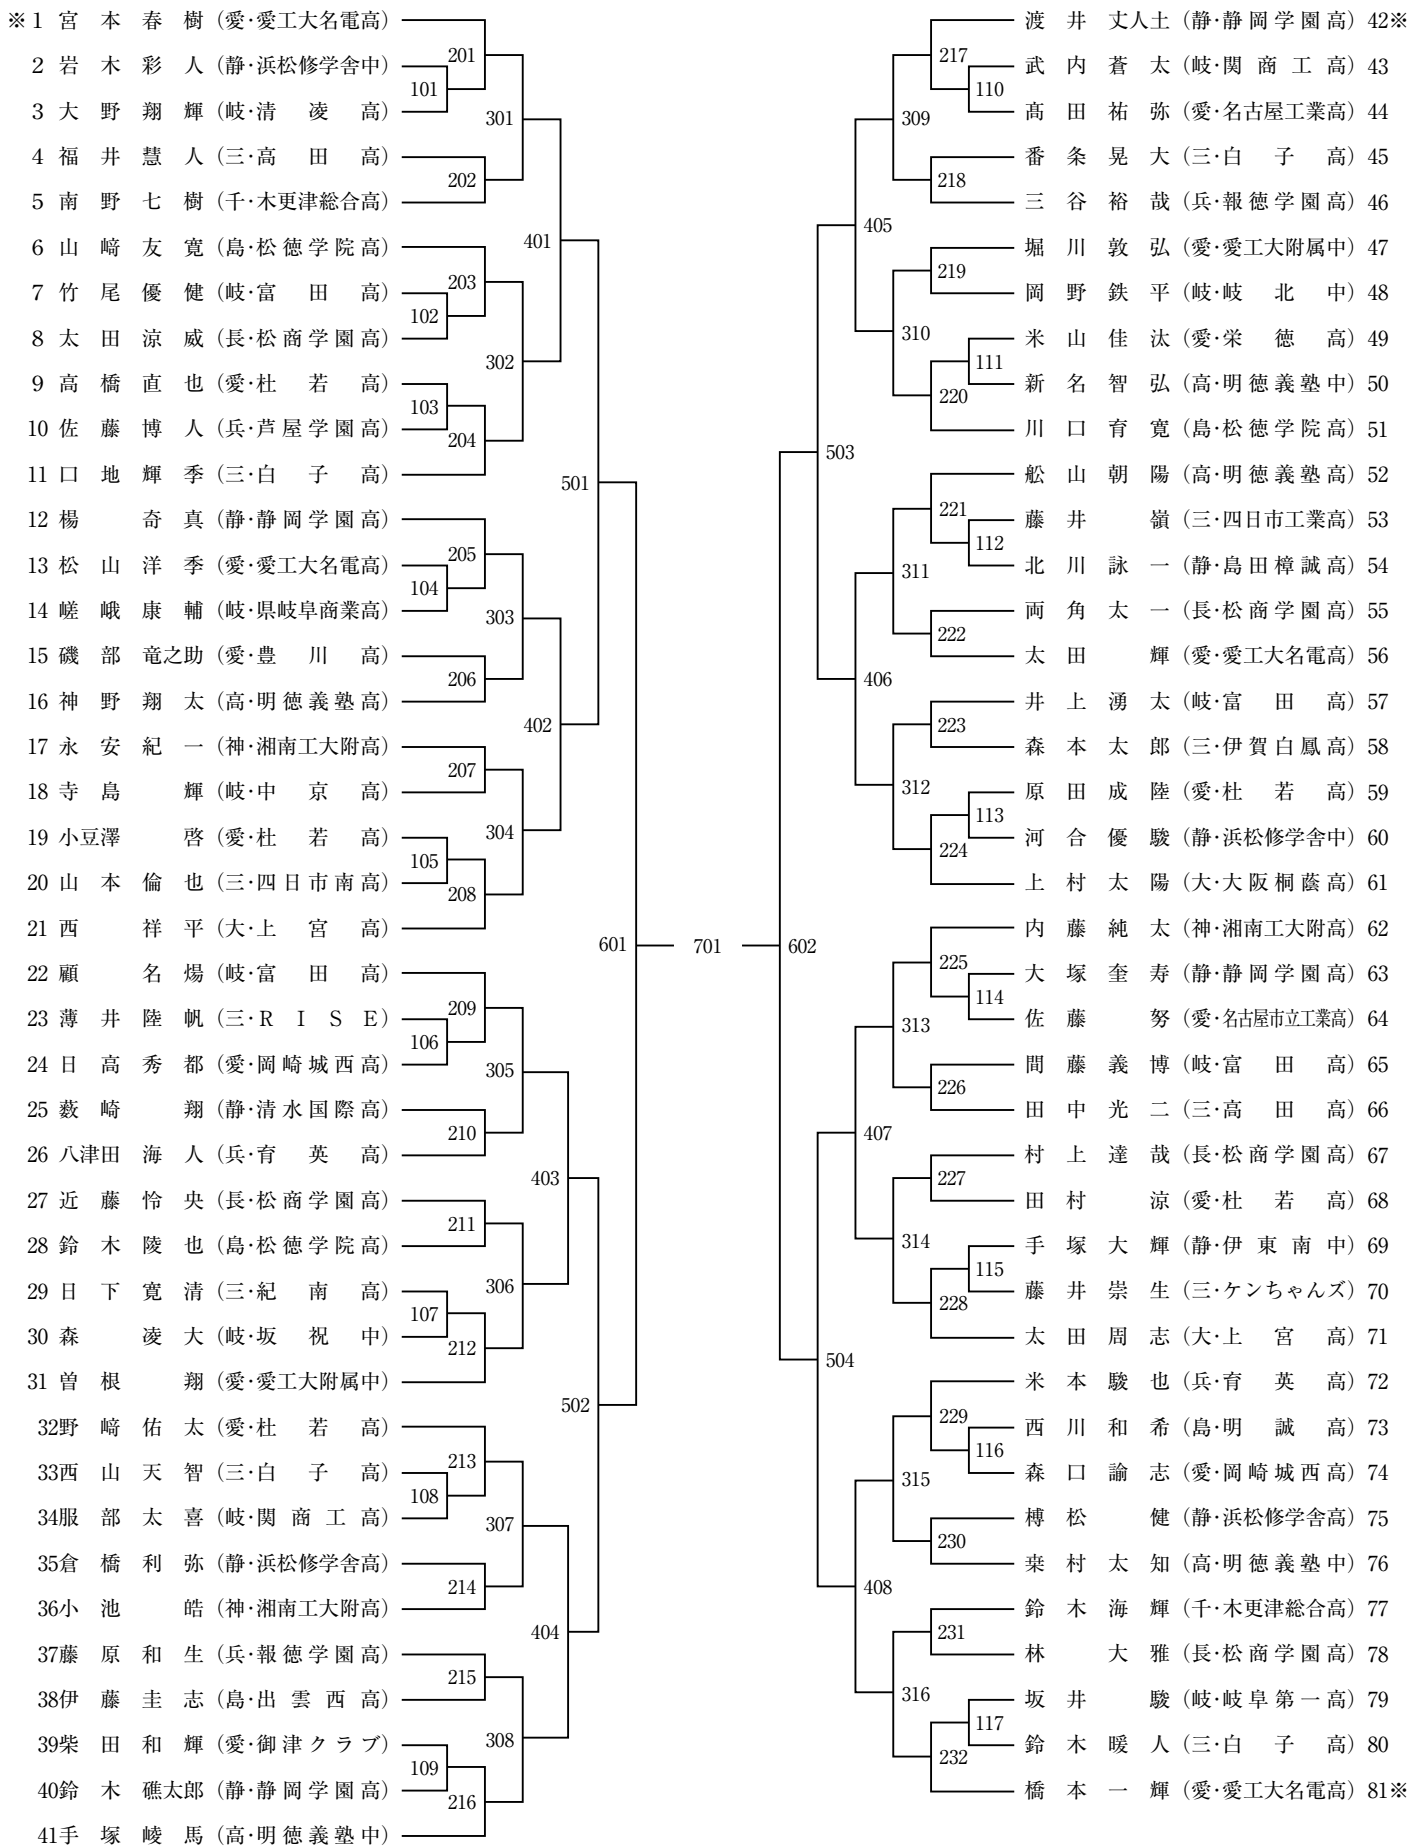 ※1 宮本春樹 (愛・愛工大名電高)
2 岩木彩人 (静・浜松修学舎中)
3 大野翔輝 (岐・清凌高)
4 福井慧人 (三・高田高)
5 南野七樹 (千・木更津総合高)
6 山﨑友寛 (島・松徳学院高)
7 竹尾優健 (岐・富田高)
8 太田涼威 (長・松商学園高)
9 高橋直也 (愛・杜若高)
10 佐藤博人 (兵・芦屋学園高)
11 口地輝季 (三・白子高)
12 楊奇真 (静・静岡学園高)
13 松山洋季 (愛・愛工大名電高)
14 嵯峨康輔 (岐・県岐阜商業高)
15 磯部竜之助 (愛・豊川高)
16 神野翔太 (高・明徳義塾高)
17 永安紀一 (神・湘南工大附高)
18 寺島輝 (岐・中京高)
19 小豆澤啓 (愛・杜若高)
20 山本倫也 (三・四日市南高)
21 西祥平 (大・上宮高)
22 顧名煬 (岐・富田高)
23 薄井陸帆 (三・RISE)
24 日高秀都 (愛・岡崎城西高)
25 薮崎翔 (静・清水国際高)
26 八津田海人 (兵・育英高)
27 近藤怜央 (長・松商学園高)
28 鈴木陵也 (島・松徳学院高)
29 日下寛清 (三・紀南高)
30 森凌大 (岐・坂祝中)
31 曽根翔 (愛・愛工大附属中)
32 野﨑佑太 (愛・杜若高)
33 西山天智 (三・白子高)
34 服部太喜 (岐・関商工高)
35 倉橋利弥 (静・浜松修学舎高)
36 小池皓 (神・湘南工大附高)
37 藤原和生 (兵・報徳学園高)
38 伊藤圭志 (島・出雲西高)
39 柴田和輝 (愛・御津クラブ)
40 鈴木礁太郎 (静・静岡学園高)
41 手塚崚馬 (高・明徳義塾中)
201
101
301
202
401
203
102
302
103
204
501
205
104
303
206
402
207
304
105
208
601
209
106
305
210
403
211
306
107
212
502
213
108
307
214
404
215
308
109
216
701
602
217
110
309
218
405
219
310
111
220
503
221
112
311
222
406
223
312
113
224
225
114
313
226
407
227
314
115
228
504
229
116
315
230
408
231
316
117
232
渡井丈人土 (静・静岡学園高) 42※
武内蒼太 (岐・関商工高) 43
髙田祐弥 (愛・名古屋工業高) 44
番条晃大 (三・白子高) 45
三谷裕哉 (兵・報徳学園高) 46
堀川敦弘 (愛・愛工大附属中) 47
岡野鉄平 (岐・岐北中) 48
米山佳汰 (愛・栄徳高) 49
新名智弘 (高・明徳義塾中) 50
川口育寛 (島・松徳学院高) 51
舩山朝陽 (高・明徳義塾高) 52
藤井嶺 (三・四日市工業高) 53
北川詠一 (静・島田樟誠高) 54
両角太一 (長・松商学園高) 55
太田輝 (愛・愛工大名電高) 56
井上湧太 (岐・富田高) 57
森本太郎 (三・伊賀白鳳高) 58
原田成陸 (愛・杜若高) 59
河合優駿 (静・浜松修学舎中) 60
上村太陽 (大・大阪桐蔭高) 61
内藤純太 (神・湘南工大附高) 62
大塚奎寿 (静・静岡学園高) 63
佐藤努 (愛・名古屋市立工業高) 64
間藤義博 (岐・富田高) 65
田中光二 (三・高田高) 66
村上達哉 (長・松商学園高) 67
田村涼 (愛・杜若高) 68
手塚大輝 (静・伊東南中) 69
藤井崇生 (三・ケンちゃんズ) 70
太田周志 (大・上宮高) 71
米本駿也 (兵・育英高) 72
西川和希 (島・明誠高) 73
森口諭志 (愛・岡崎城西高) 74
榑松健 (静・浜松修学舎高) 75
桒村太知 (高・明徳義塾中) 76
鈴木海輝 (千・木更津総合高) 77
林大雅 (長・松商学園高) 78
坂井駿 (岐・岐阜第一高) 79
鈴木暖人 (三・白子高) 80
橋本一輝 (愛・愛工大名電高) 81※